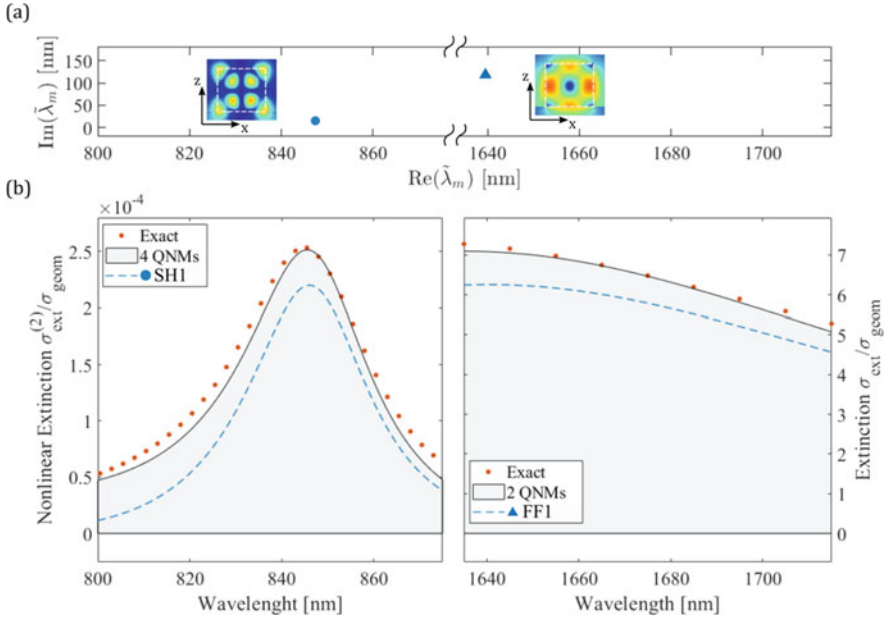 (a)
Im(λ̃m) [nm]
150
100
50
0
z
x
z
x
800 820 840 860 1640 1660 1680 1700
Re(λ̃m) [nm]
(b)
×10⁻⁴
Nonlinear Extinction σ(2)ext/σgeom
2.5
2
1.5
1
0.5
0
Exact
4 QNMs
SH1
800 820 840 860
Wavelenght [nm]
Exact
2 QNMs
FF1
1640 1660 1680 1700
Wavelength [nm]
7
6
5
4
3
2
1
0
Extinction σext/σgeom